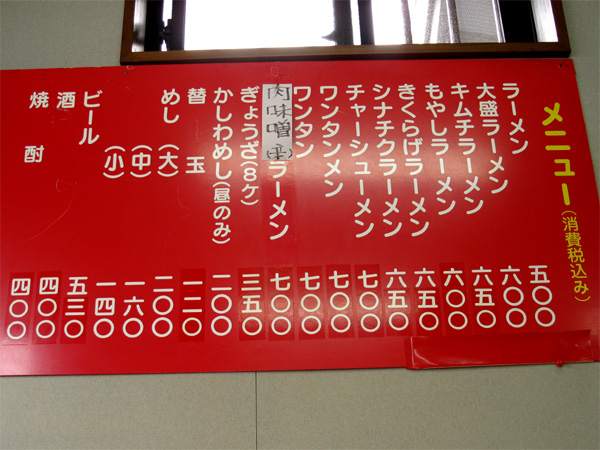 メニュー(消費税込み)
ラーメン 五〇〇
大盛ラーメン 六〇〇
キムチラーメン 六五〇
もやしラーメン 六〇〇
きくらげラーメン 六五〇
シナチクラーメン 六五〇
チャーシューメン 七〇〇
ワンタンメン 七〇〇
ワンタン 七〇〇
肉味噌(辛)ラーメン 七〇〇
ぎょうざ(8ケ) 三五〇
かしわめし(昼のみ) 二〇〇
替玉 一二〇
めし(大) 二〇〇
(中) 一六〇
(小) 一四〇
ビール 五三〇
酒 四〇〇
焼酎 四〇〇